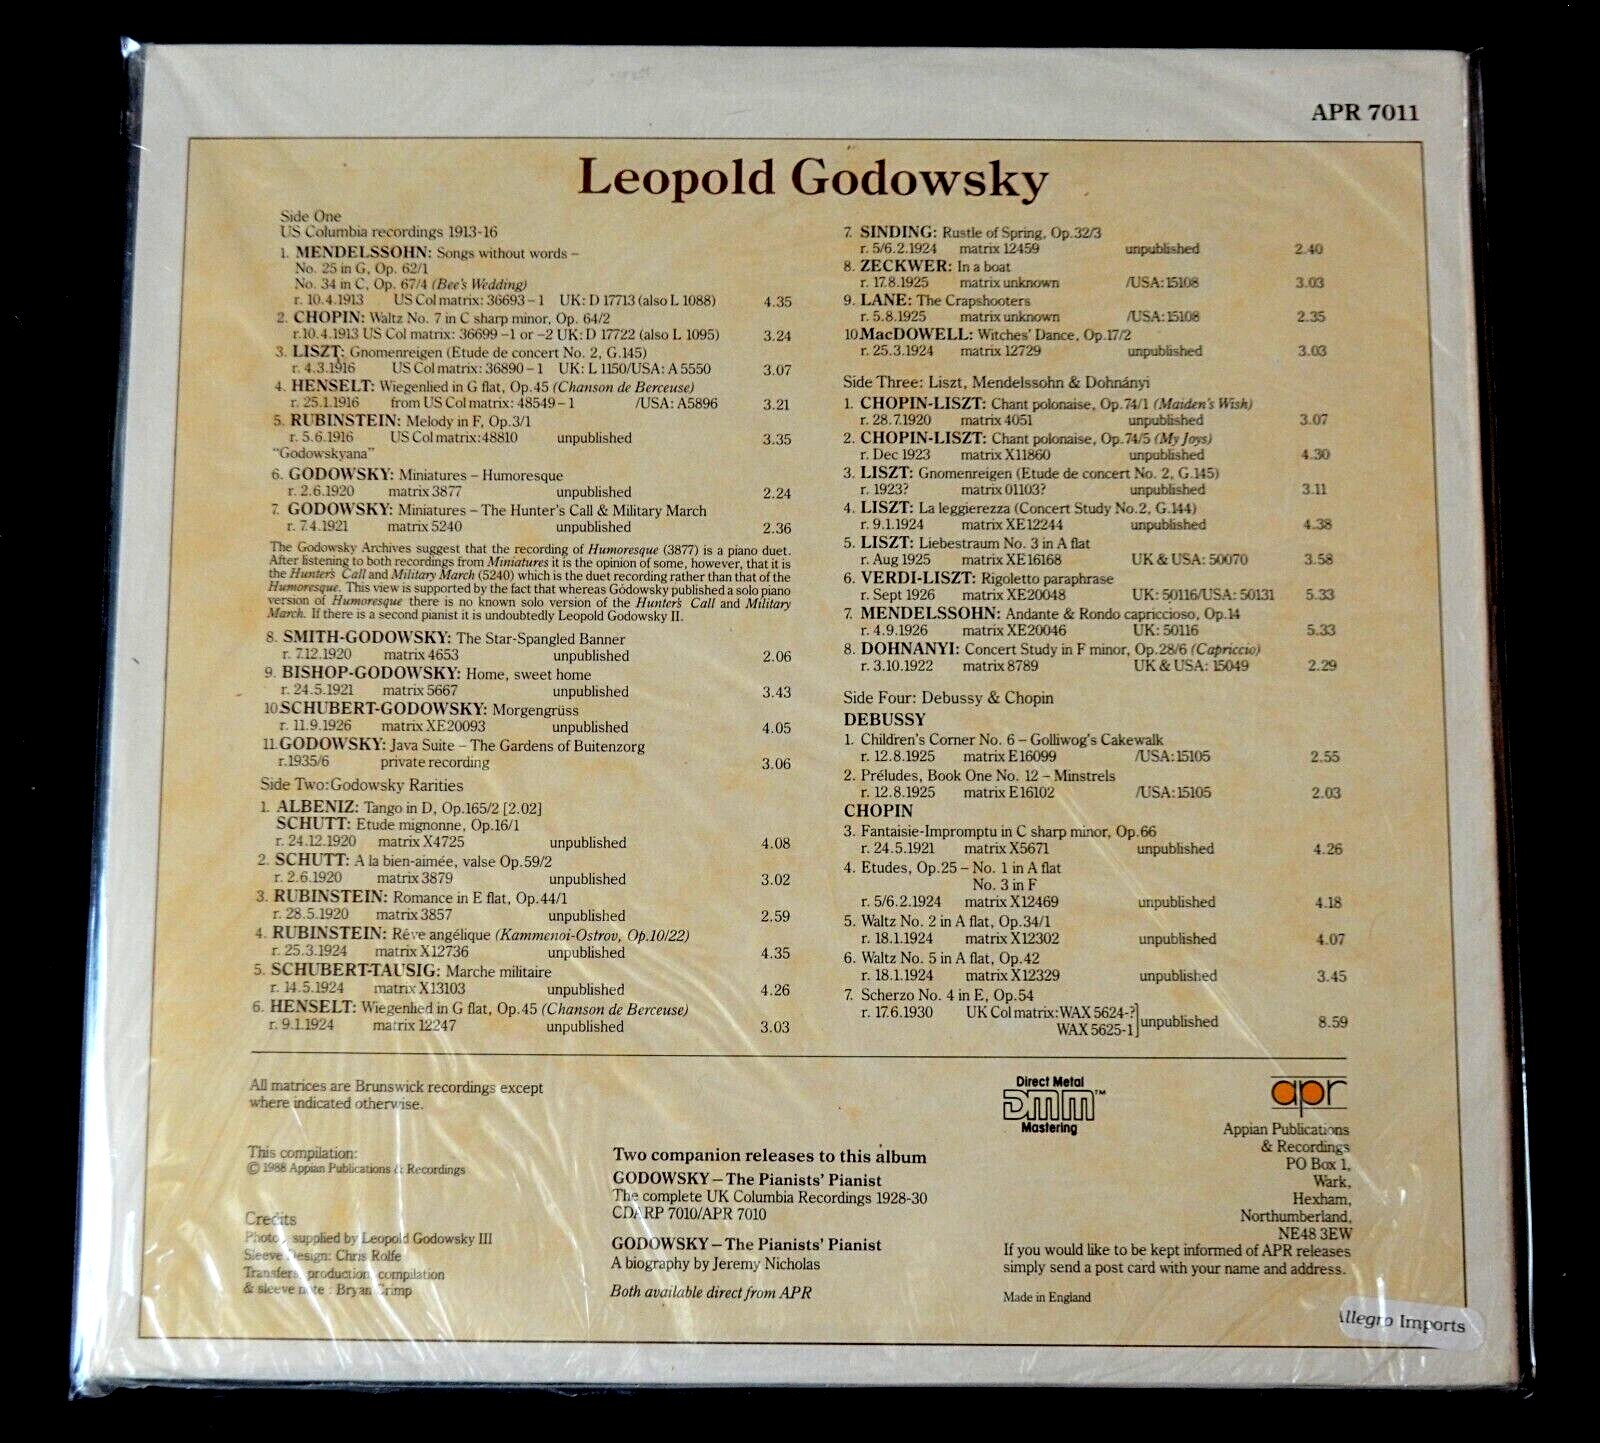 APR 7011
Leopold Godowsky
Side One
US Columbia recordings 1913-16
1. MENDELSSOHN: Songs without words –
No. 25 in G, Op. 62/1
No. 34 in C, Op. 67/4 (Bee's Wedding)
r. 10.4.1913 US Col matrix: 36693–1 UK: D 17713 (also L 1088) 4.35
2. CHOPIN: Waltz No. 7 in C sharp minor, Op. 64/2
r.10.4.1913 US Col matrix: 36699 –1 or –2 UK: D 17722 (also L 1095) 3.24
3. LISZT: Gnomenreigen (Etude de concert No. 2, G.145)
r. 4.3.1916 US Col matrix: 36890–1 UK: L 1150/USA: A 5550 3.07
4. HENSELT: Wiegenlied in G flat, Op.45 (Chanson de Berceuse)
r. 25.1.1916 from US Col matrix: 48549–1 /USA: A5896 3.21
5. RUBINSTEIN: Melody in F, Op.3/1
r. 5.6.1916 US Col matrix:48810 unpublished 3.35
"Godowskyana"
6. GODOWSKY: Miniatures – Humoresque
r. 2.6.1920 matrix 3877 unpublished 2.24
7. GODOWSKY: Miniatures – The Hunter's Call & Military March
r. 7.4.1921 matrix 5240 unpublished 2.36
The Godowsky Archives suggest that the recording of Humoresque (3877) is a piano duet.
After listening to both recordings from Miniatures it is the opinion of some, however, that it is
the Hunter's Call and Military March (5240) which is the duet recording rather than that of the
Humoresque. This view is supported by the fact that whereas Godowsky published a solo piano
version of Humoresque there is no known solo version of the Hunter's Call and Military
March. If there is a second pianist it is undoubtedly Leopold Godowsky II.
8. SMITH-GODOWSKY: The Star-Spangled Banner
r. 7.12.1920 matrix 4653 unpublished 2.06
9. BISHOP-GODOWSKY: Home, sweet home
r. 24.5.1921 matrix 5667 unpublished 3.43
10.SCHUBERT-GODOWSKY: Morgengrüss
r. 11.9.1926 matrix XE20093 unpublished 4.05
11.GODOWSKY: Java Suite – The Gardens of Buitenzorg
r.1935/6 private recording 3.06
Side Two:Godowsky Rarities
1. ALBENIZ: Tango in D, Op.165/2 [2.02]
SCHUTT: Etude mignonne, Op.16/1
r. 24.12.1920 matrix X4725 unpublished 4.08
2. SCHUTT: A la bien-aimée, valse Op.59/2
r. 2.6.1920 matrix 3879 unpublished 3.02
3. RUBINSTEIN: Romance in E flat, Op.44/1
r. 28.5.1920 matrix 3857 unpublished 2.59
4. RUBINSTEIN: Réve angélique (Kammenoi-Ostrov, Op.10/22)
r. 25.3.1924 matrix X12736 unpublished 4.35
5. SCHUBERT-TAUSIG: Marche militaire
r. 14.5.1924 matrix X13103 unpublished 4.26
6. HENSELT: Wiegenlied in G flat, Op.45 (Chanson de Berceuse)
r. 9.1.1924 matrix 12247 unpublished 3.03
7. SINDING: Rustle of Spring, Op.32/3
r. 5/6.2.1924 matrix 12459 unpublished 2.40
8. ZECKWER: In a boat
r. 17.8.1925 matrix unknown /USA:15108 3.03
9. LANE: The Crapshooters
r. 5.8.1925 matrix unknown /USA:15108 2.35
10.MacDOWELL: Witches' Dance, Op.17/2
r. 25.3.1924 matrix 12729 unpublished 3.03
Side Three: Liszt, Mendelssohn & Dohnányi
1. CHOPIN-LISZT: Chant polonaise, Op.74/1 (Maiden's Wish)
r. 28.7.1920 matrix 4051 unpublished 3.07
2. CHOPIN-LISZT: Chant polonaise, Op.74/5 (My Joys)
r. Dec 1923 matrix X11860 unpublished 4.30
3. LISZT: Gnomenreigen (Etude de concert No. 2, G.145)
r. 1923? matrix 01103? unpublished 3.11
4. LISZT: La leggierezza (Concert Study No.2, G.144)
r. 9.1.1924 matrix XE12244 unpublished 4.38
5. LISZT: Liebestraum No. 3 in A flat
r. Aug 1925 matrix XE16168 UK & USA: 50070 3.58
6. VERDI-LISZT: Rigoletto paraphrase
r. Sept 1926 matrix XE20048 UK: 50116/USA: 50131 5.33
7. MENDELSSOHN: Andante & Rondo capriccioso, Op.14
r. 4.9.1926 matrix XE20046 UK: 50116 5.33
8. DOHNANYI: Concert Study in F minor, Op.28/6 (Capriccio)
r. 3.10.1922 matrix 8789 UK & USA: 15049 2.29
Side Four: Debussy & Chopin
DEBUSSY
1. Children's Corner No. 6 – Golliwog's Cakewalk
r. 12.8.1925 matrix E16099 /USA:15105 2.55
2. Préludes, Book One No. 12 – Minstrels
r. 12.8.1925 matrix E16102 /USA:15105 2.03
CHOPIN
3. Fantaisie-Impromptu in C sharp minor, Op.66
r. 24.5.1921 matrix X5671 unpublished 4.26
4. Etudes, Op.25 – No. 1 in A flat
No. 3 in F
r. 5/6.2.1924 matrix X12469 unpublished 4.18
5. Waltz No. 2 in A flat, Op.34/1
r. 18.1.1924 matrix X12302 unpublished 4.07
6. Waltz No. 5 in A flat, Op.42
r. 18.1.1924 matrix X12329 unpublished 3.45
7. Scherzo No. 4 in E, Op.54
r. 17.6.1930 UK Col matrix: WAX 5624-?
WAX 5625-1 unpublished 8.59
All matrices are Brunswick recordings except
where indicated otherwise.
This compilation:
© 1988 Appian Publications & Recordings
Credits
Photo supplied by Leopold Godowsky III
Sleeve Design: Chris Rolfe
Transfers, production, compilation
& sleeve note : Bryan Crimp
Two companion releases to this album
GODOWSKY – The Pianists' Pianist
The complete UK Columbia Recordings 1928-30
CDARP 7010/APR 7010
GODOWSKY – The Pianists' Pianist
A biography by Jeremy Nicholas
Both available direct from APR
Direct Metal
DMM™
Mastering
apr
Appian Publications
& Recordings
PO Box 1,
Wark,
Hexham,
Northumberland,
NE48 3EW
If you would like to be kept informed of APR releases
simply send a post card with your name and address.
Made in England
Allegro Imports